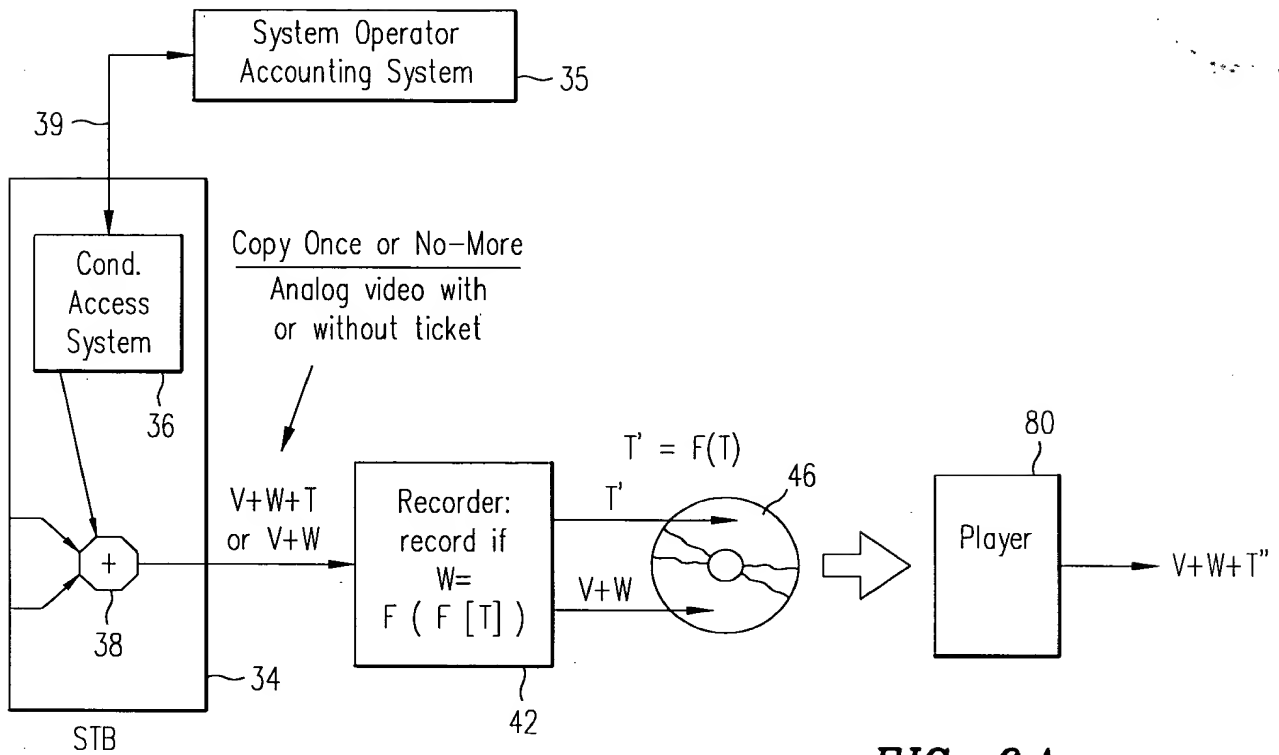 System Operator
Accounting System
35
39
Cond.
Access
System
36
Copy Once or No-More
Analog video with
or without ticket
V+W+T
or V+W
+
38
34
STB
Recorder:
record if
W=
F ( F [T] )
42
T' = F(T)
T'
V+W
46
80
Player
V+W+T"